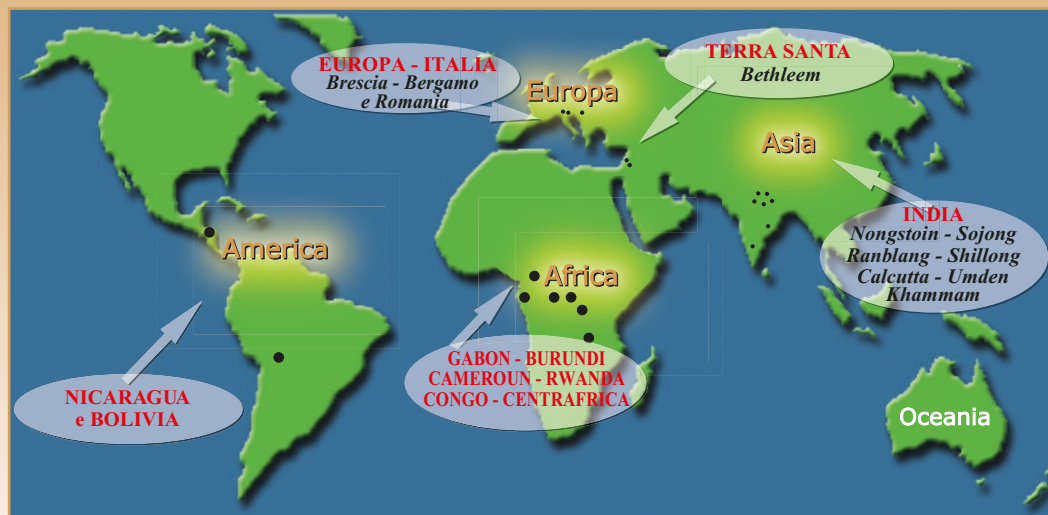 EUROPA - ITALIA
Brescia - Bergamo
e Romania
TERRA SANTA
Bethleem
Europa
Asia
INDIA
Nongstoin - Sojong
Ranblang - Shillong
Calcutta - Umden
Khammam
America
Africa
GABON - BURUNDI
CAMEROUN - RWANDA
CONGO - CENTRAFRICA
NICARAGUA
e BOLIVIA
Oceania